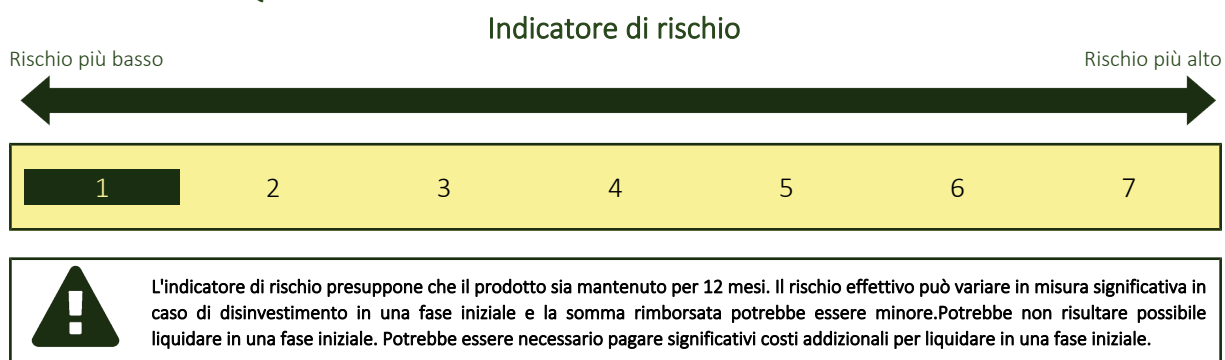 Indicatore di rischio
Rischio più basso Rischio più alto
1 2 3 4 5 6 7
L'indicatore di rischio presuppone che il prodotto sia mantenuto per 12 mesi. Il rischio effettivo può variare in misura significativa in
caso di disinvestimento in una fase iniziale e la somma rimborsata potrebbe essere minore.Potrebbe non risultare possibile
liquidare in una fase iniziale. Potrebbe essere necessario pagare significativi costi addizionali per liquidare in una fase iniziale.